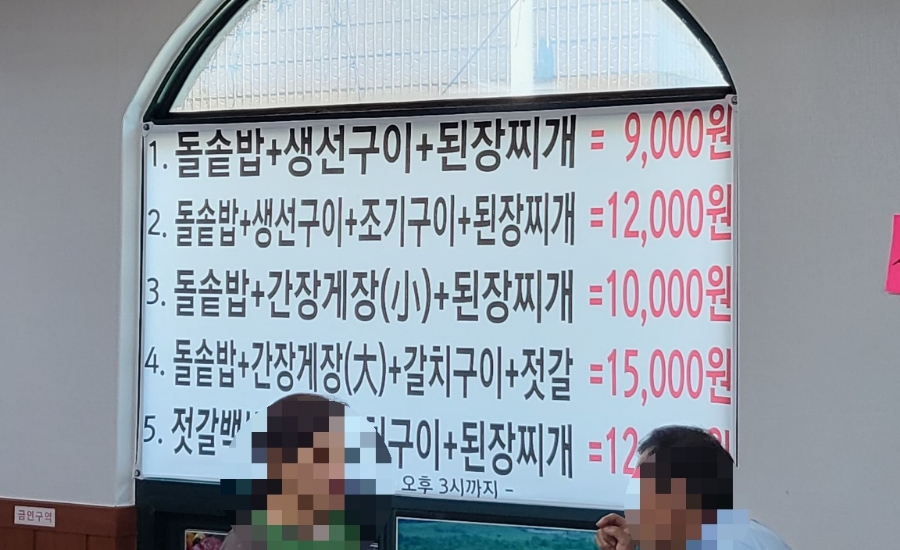 1. 돌솥밥+생선구이+된장찌개 = 9,000원
2. 돌솥밥+생선구이+조기구이+된장찌개 =12,000원
3. 돌솥밥+간장게장(小)+된장찌개 =10,000원
4. 돌솥밥+간장게장(大)+갈치구이+젓갈 =15,000원
5. 구이+된장찌개
오후 3시까지 -
금연구역